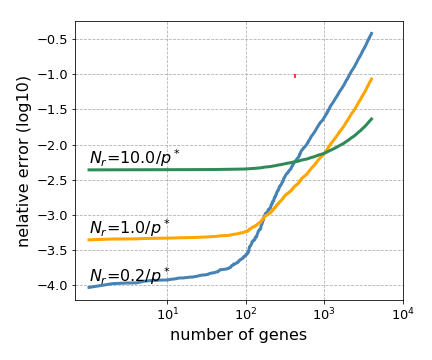 −0.5
−1.0
−1.5
−2.0
−2.5
−3.0
−3.5
−4.0
nelative error (log10)
N_r=10.0/p*
N_r=1.0/p*
N_r=0.2/p*
10^1
10^2
10^3
10^4
number of genes